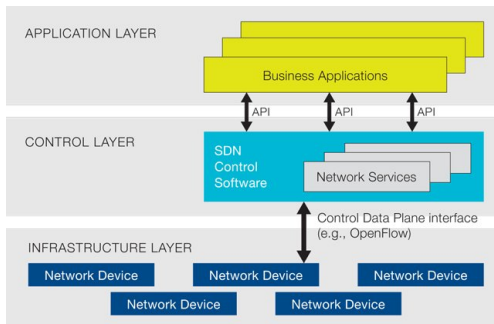 APPLICATION LAYER
Business Applications
API
API
API
CONTROL LAYER
SDN
Control
Software
Network Services
Control Data Plane interface
(e.g., OpenFlow)
INFRASTRUCTURE LAYER
Network Device
Network Device
Network Device
Network Device
Network Device